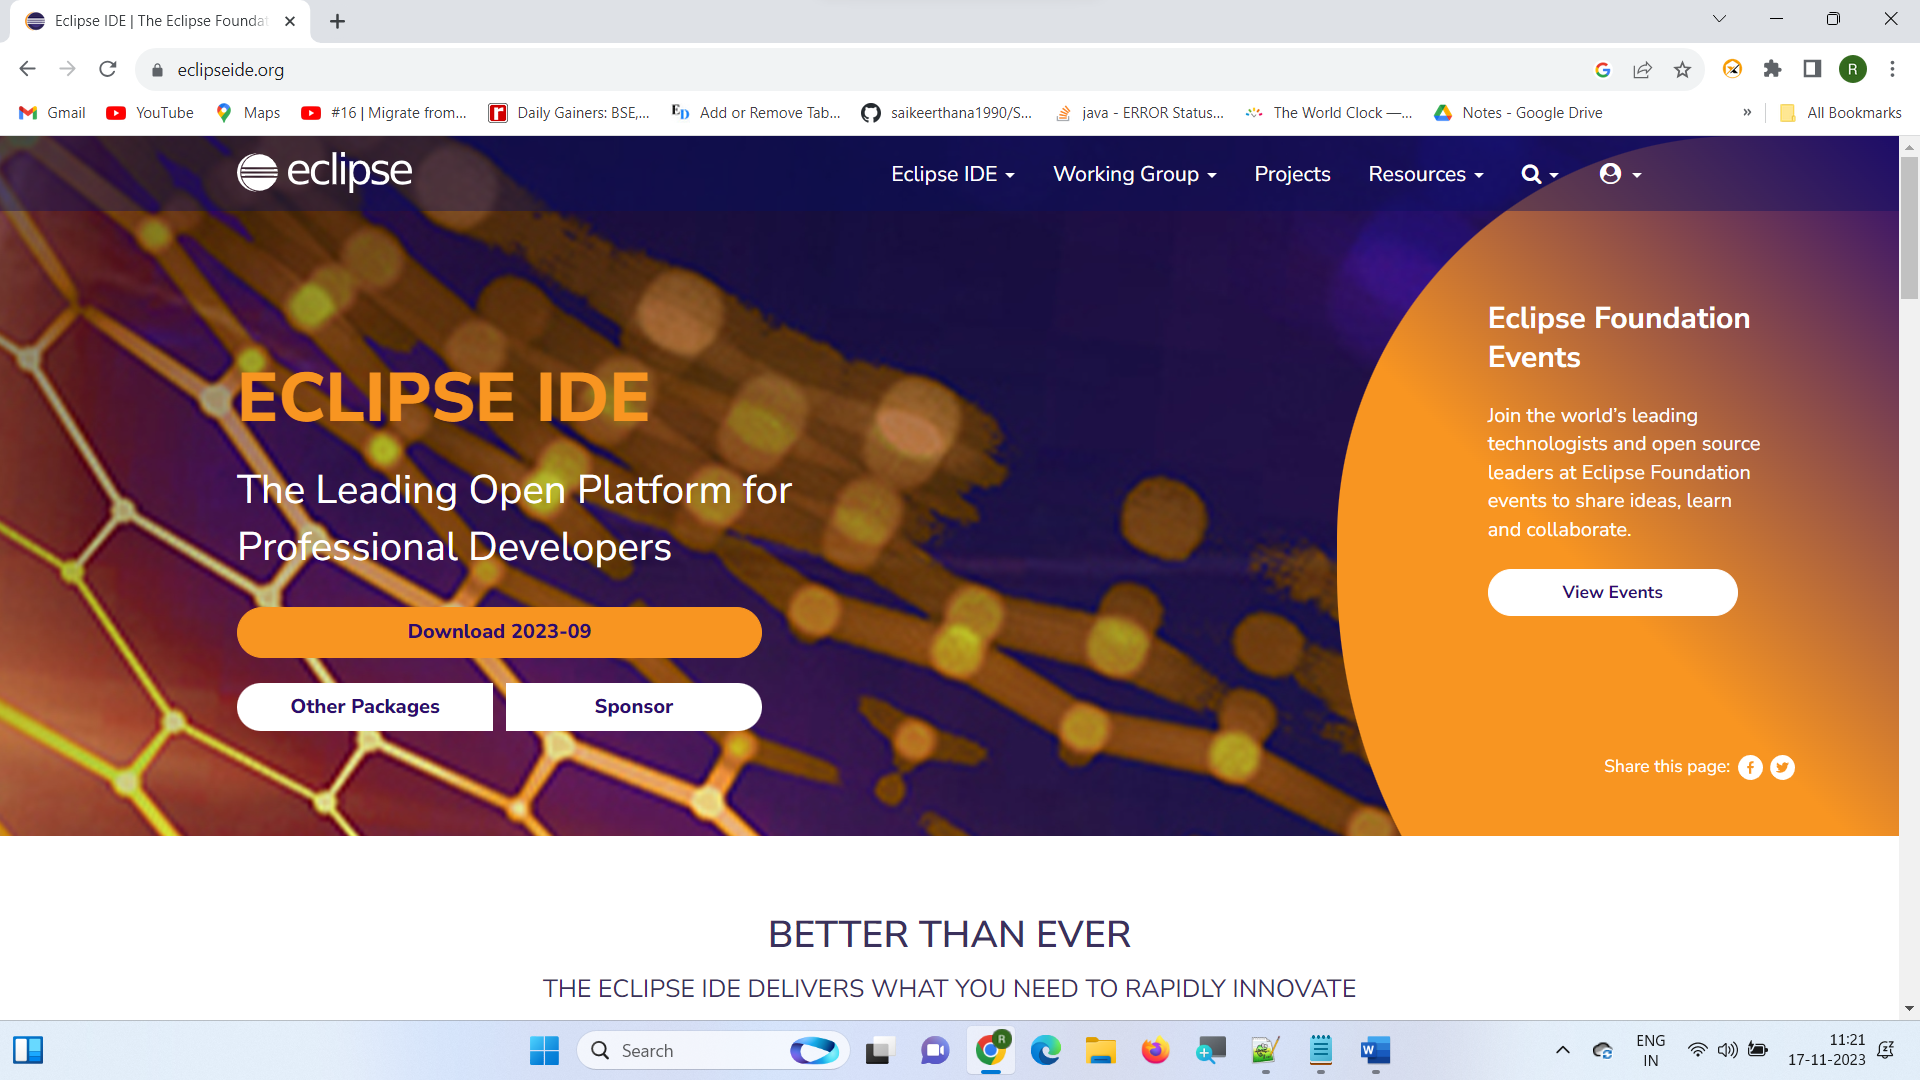 Eclipse IDE | The Eclipse Foundat
eclipseide.org
R
Gmail
YouTube
Maps
#16 | Migrate from...
Daily Gainers: BSE,...
Add or Remove Tab...
saikeerthana1990/S...
java - ERROR Status...
The World Clock —...
Notes - Google Drive
»
All Bookmarks
eclipse
Eclipse IDE
Working Group
Projects
Resources
ECLIPSE IDE
The Leading Open Platform for
Professional Developers
Download 2023-09
Other Packages
Sponsor
Eclipse Foundation
Events
Join the world’s leading
technologists and open source
leaders at Eclipse Foundation
events to share ideas, learn
and collaborate.
View Events
Share this page:
BETTER THAN EVER
THE ECLIPSE IDE DELIVERS WHAT YOU NEED TO RAPIDLY INNOVATE
Search
R
ENG
IN
11:21
17-11-2023